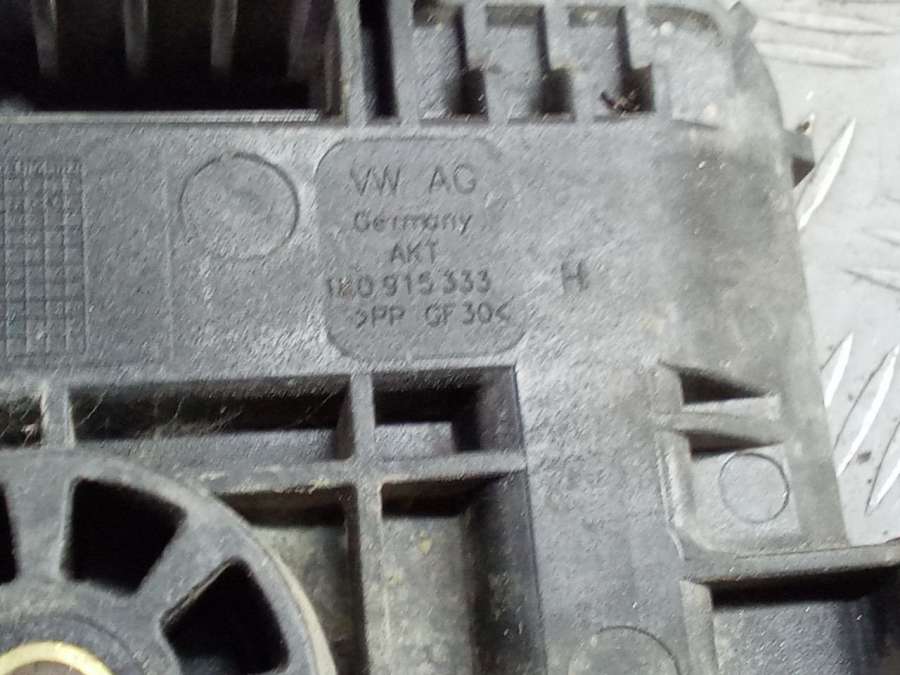 VW AG
Germany
AKT
1K0 915 333 H
>PP GF30<